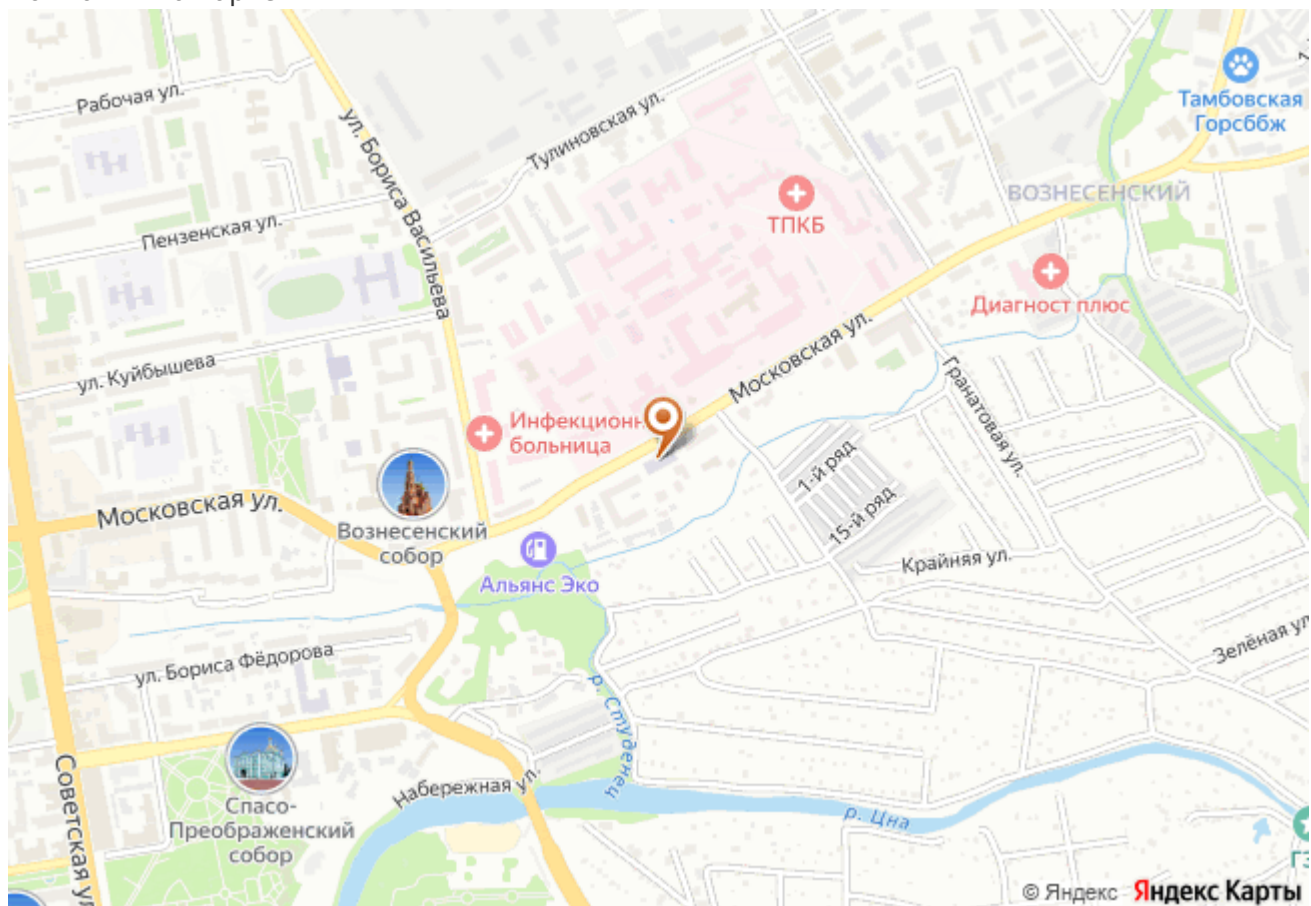 Рабочая ул.
ул. Бориса Васильева
Тулиновская ул.
Тамбовская
Горсббж
Пензенская ул.
ТПКБ
ВОЗНЕСЕНСКИЙ
Диагност плюс
ул. Куйбышева
Московская ул.
Гранатовая ул.
Инфекционн
больница
1-й ряд
15-й ряд
Московская ул.
Вознесенский
собор
Альянс Эко
Крайняя ул.
Зелёная ул
ул. Бориса Фёдорова
р. Студенец
Советская ул
Набережная ул.
Спасо-
Преображенский
собор
р. Цна
ГЭ
© Яндекс Яндекс Карты